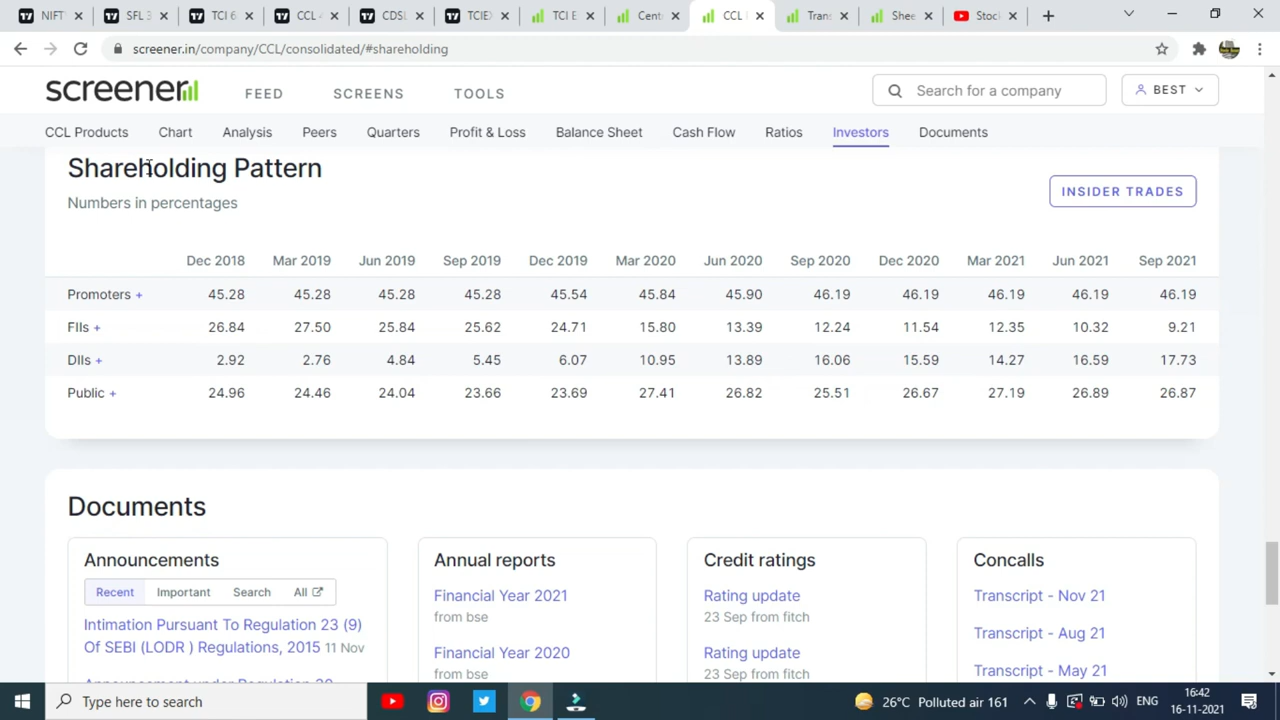 NIFT
SFL 3
TCI 6
CCL
CDSL
TCIEX
TCI E
Cent
CCL
Trans
Shee
Stoc
screener.in/company/CCL/consolidated/#shareholding
screener
FEED
SCREENS
TOOLS
Search for a company
BEST
CCL Products
Chart
Analysis
Peers
Quarters
Profit & Loss
Balance Sheet
Cash Flow
Ratios
Investors
Documents
Shareholding Pattern
Numbers in percentages
INSIDER TRADES
Dec 2018 Mar 2019 Jun 2019 Sep 2019 Dec 2019 Mar 2020 Jun 2020 Sep 2020 Dec 2020 Mar 2021 Jun 2021 Sep 2021
Promoters + 45.28 45.28 45.28 45.28 45.54 45.84 45.90 46.19 46.19 46.19 46.19 46.19
FIIs + 26.84 27.50 25.84 25.62 24.71 15.80 13.39 12.24 11.54 12.35 10.32 9.21
DIIs + 2.92 2.76 4.84 5.45 6.07 10.95 13.89 16.06 15.59 14.27 16.59 17.73
Public + 24.96 24.46 24.04 23.66 23.69 27.41 26.82 25.51 26.67 27.19 26.89 26.87
Documents
Announcements
Recent
Important
Search
All
Intimation Pursuant To Regulation 23 (9)
Of SEBI (LODR ) Regulations, 2015 11 Nov
Announcement under Regulation 30
Annual reports
Financial Year 2021
from bse
Financial Year 2020
from bse
Credit ratings
Rating update
23 Sep from fitch
Rating update
23 Sep from fitch
Concalls
Transcript - Nov 21
Transcript - Aug 21
Transcript - May 21
Type here to search
26°C Polluted air 161
ENG
16:42
16-11-2021